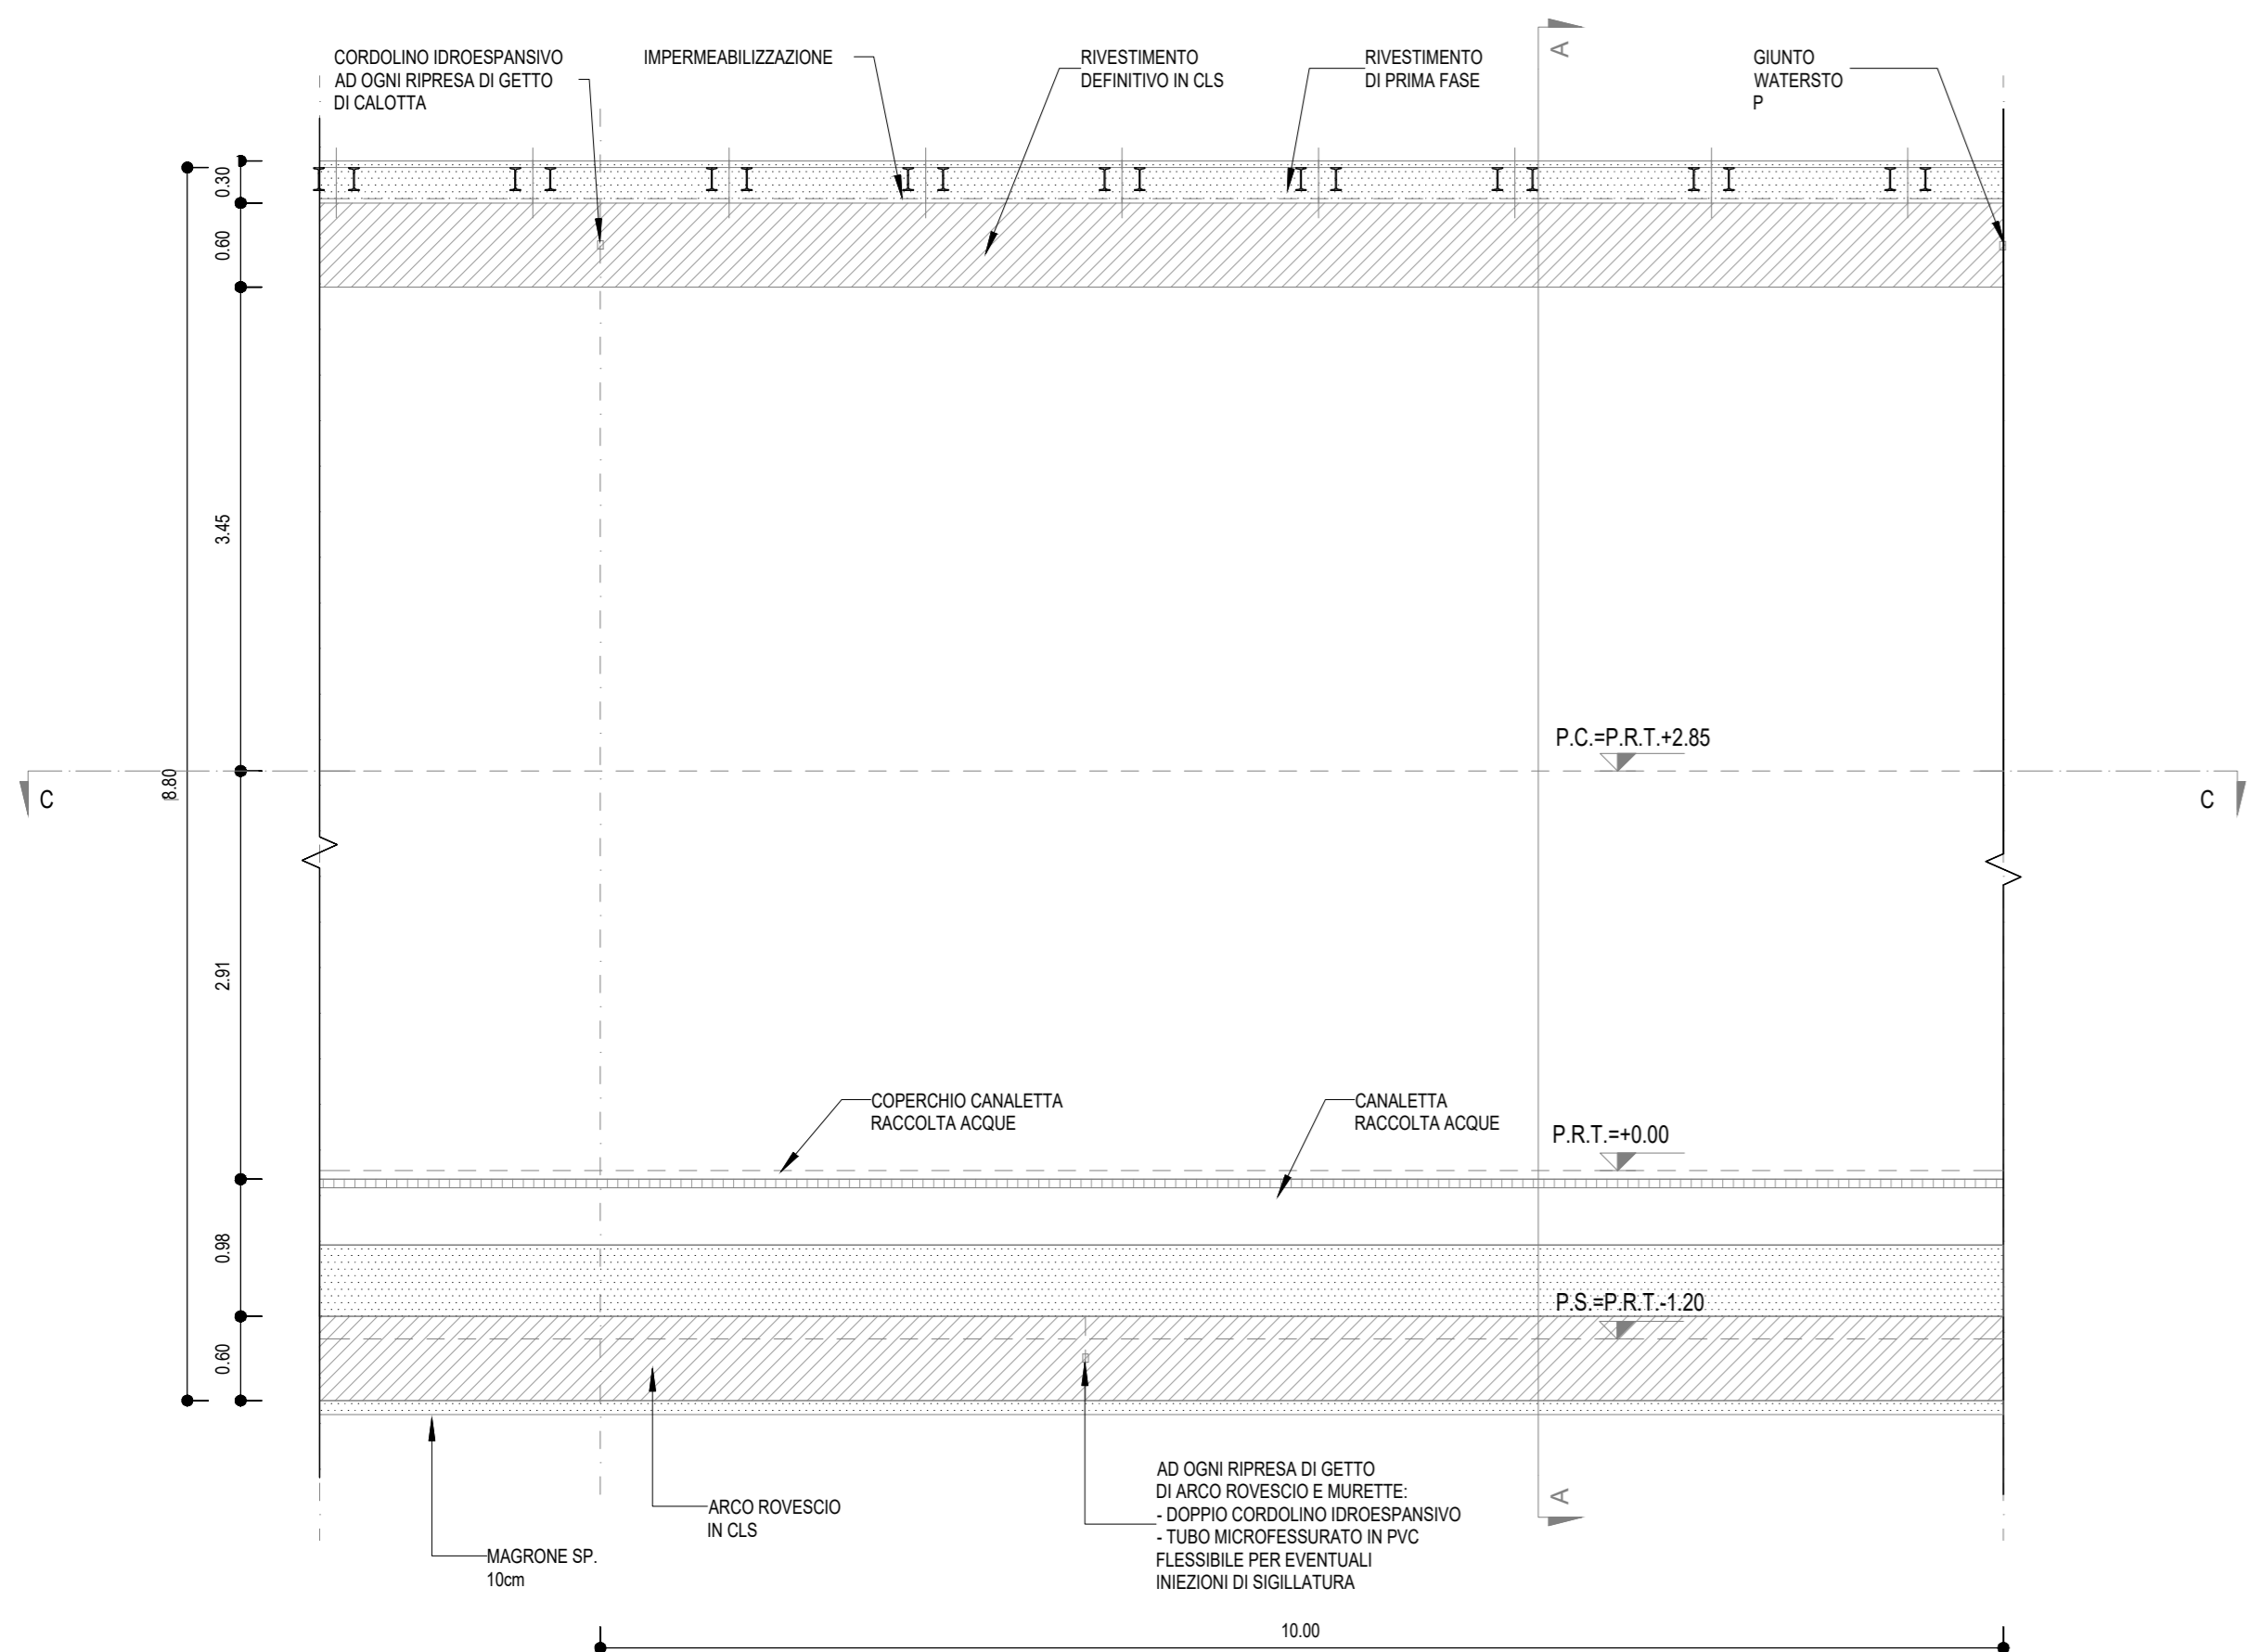 CORDOLINO IDROESPANSIVO
AD OGNI RIPRESA DI GETTO
DI CALOTTA
IMPERMEABILIZZAZIONE
RIVESTIMENTO
DEFINITIVO IN CLS
RIVESTIMENTO
DI PRIMA FASE
GIUNTO
WATERSTO
P
A
0.30
0.60
3.45
8.80
2.91
0.98
0.60
P.C.=P.R.T.+2.85
C
C
COPERCHIO CANALETTA
RACCOLTA ACQUE
CANALETTA
RACCOLTA ACQUE
P.R.T.=+0.00
P.S.=P.R.T.-1.20
A
ARCO ROVESCIO
IN CLS
MAGRONE SP.
10cm
AD OGNI RIPRESA DI GETTO
DI ARCO ROVESCIO E MURETTE:
- DOPPIO CORDOLINO IDROESPANSIVO
- TUBO MICROFESSURATO IN PVC
FLESSIBILE PER EVENTUALI
INIEZIONI DI SIGILLATURA
10.00